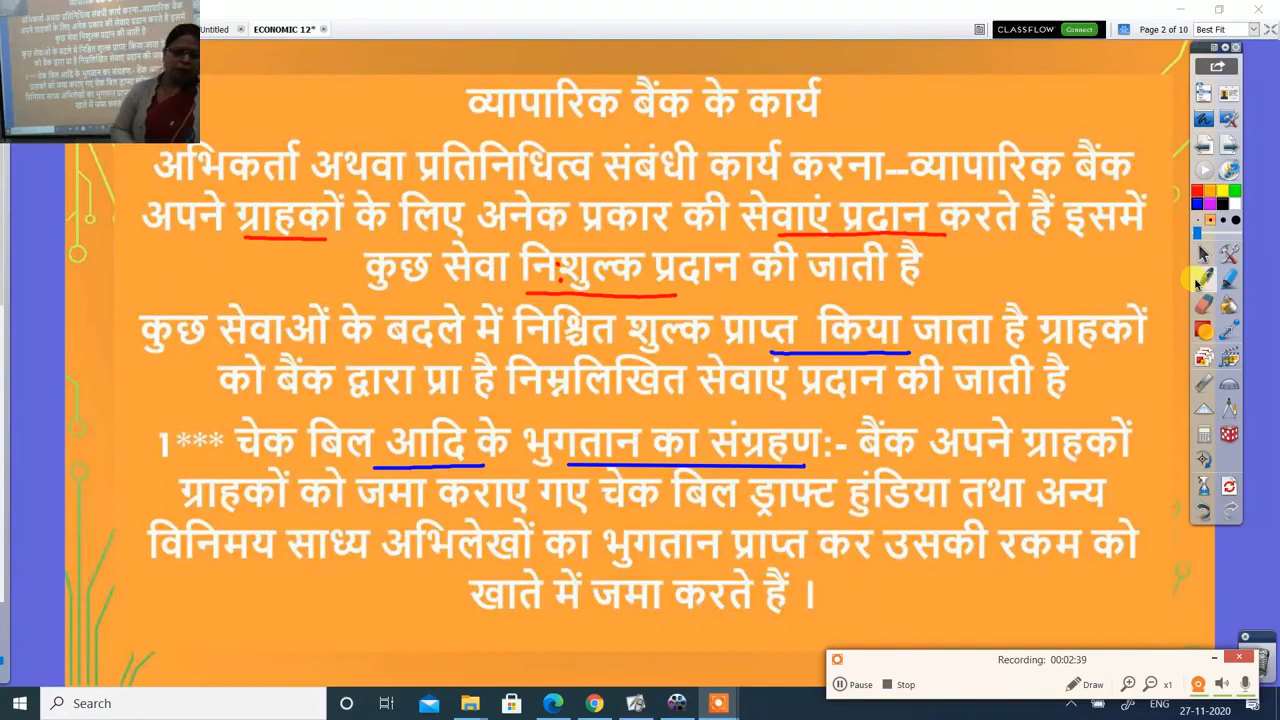 Untitled
ECONOMIC 12*
CLASSFLOW
Connect
Page 2 of 10
Best Fit
व्यापारिक बैंक के कार्य
अभिकर्ता अथवा प्रतिनिधित्व संबंधी कार्य करना--व्यापारिक बैंक
अपने ग्राहकों के लिए अनेक प्रकार की सेवाएं प्रदान करते हैं इसमें
कुछ सेवा निशुल्क प्रदान की जाती है
कुछ सेवाओं के बदले में निश्चित शुल्क प्राप्त किया जाता है ग्राहकों
को बैंक द्वारा प्रा है निम्नलिखित सेवाएं प्रदान की जाती है
1*** चेक बिल आदि के भुगतान का संग्रहण:- बैंक अपने ग्राहकों
ग्राहकों को जमा कराए गए चेक बिल ड्राफ्ट हुंडिया तथा अन्य
विनिमय साध्य अभिलेखों का भुगतान प्राप्त कर उसकी रकम को
खाते में जमा करते हैं ।
Recording: 00:02:39
Pause
Stop
Draw
x1
Search
ENG
27-11-2020